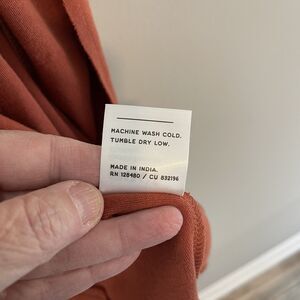 MACHINE WASH COLD.
TUMBLE DRY LOW.
MADE IN INDIA.
RN 128480 / CU 832196